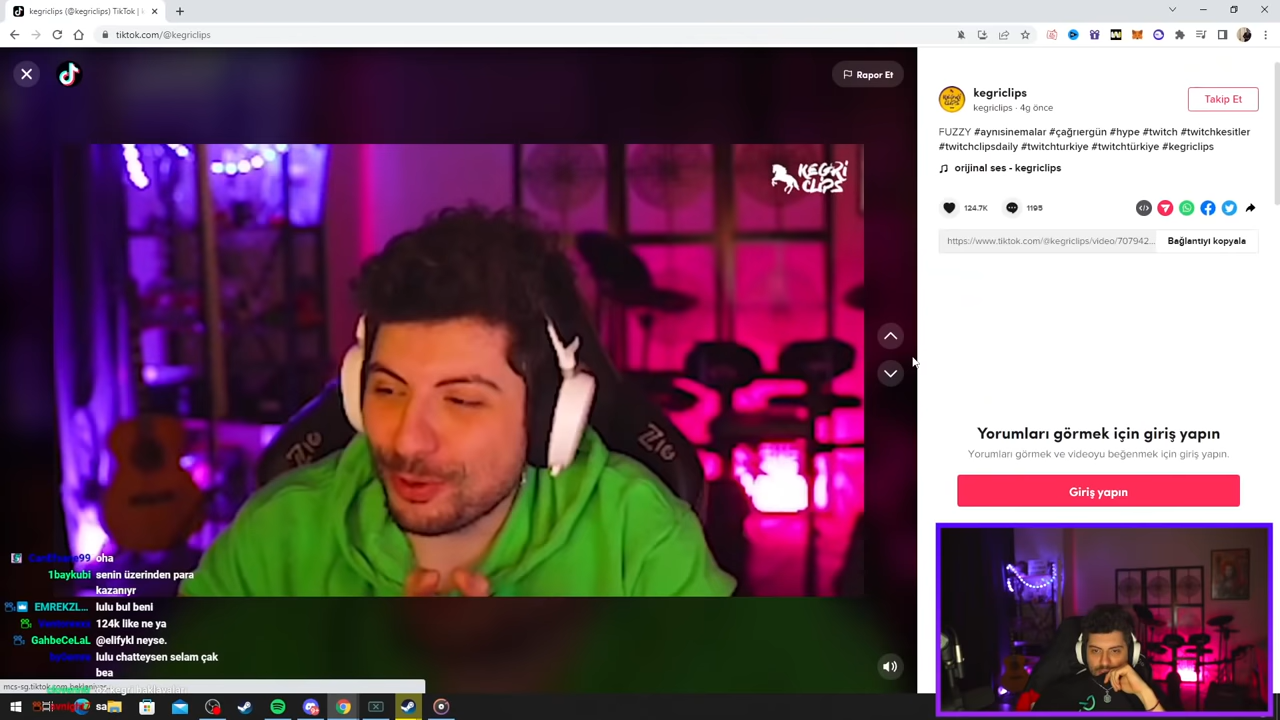 kegriclips (@kegriclips) TikTok |
tiktok.com/@kegriclips
Rapor Et
KEGRI
CLIPS
ZIG
ZIG
kegriclips
kegriclips · 4g önce
Takip Et
FUZZY #aynısinemalar #çağrıergün #hype #twitch #twitchkesitler
#twitchclipsdaily #twitchturkiye #twitchtürkiye #kegriclips
orijinal ses - kegriclips
124.7K
1195
https://www.tiktok.com/@kegriclips/video/707942...
Bağlantıyı kopyala
Yorumları görmek için giriş yapın
Yorumları görmek ve videoyu beğenmek için giriş yapın.
Giriş yapın
oha
1baykubi senin üzerinden para
kazanıyr
EMREKZL... lulu bul beni
124k like ne ya
GahbeCeLaL @elifykl neyse.
lulu chatteysen selam çak
bea